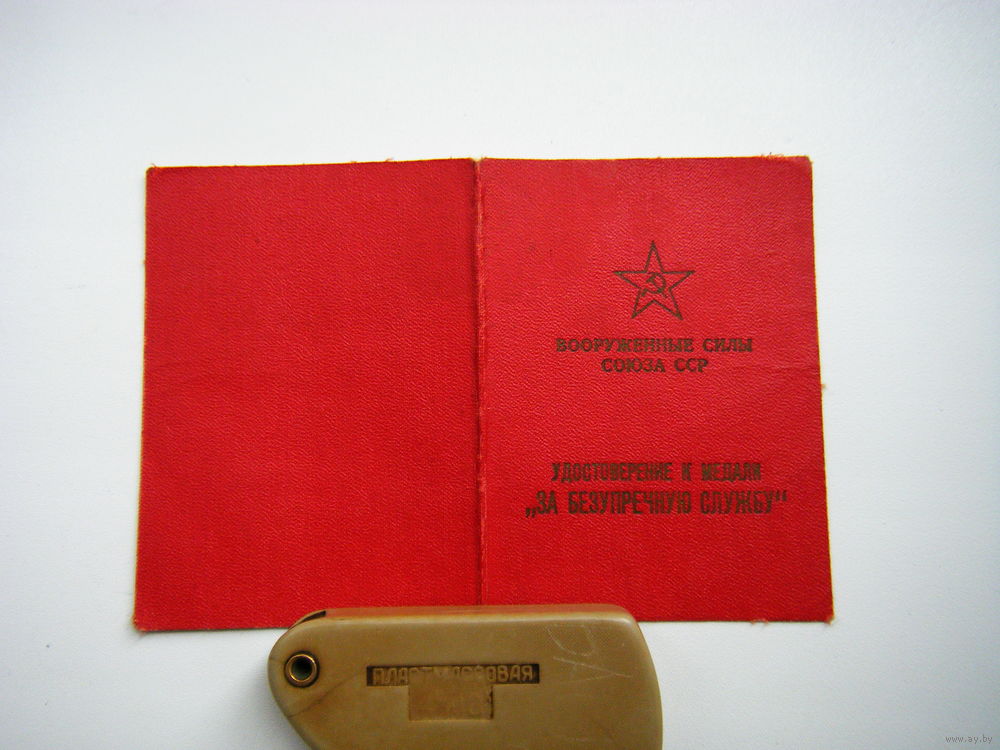 ВООРУЖЕННЫЕ СИЛЫ
СОЮЗА ССР
УДОСТОВЕРЕНИЕ К МЕДАЛИ
„ЗА БЕЗУПРЕЧНУЮ СЛУЖБУ"
ПЛАСТМАССОВАЯ
www.ay.by